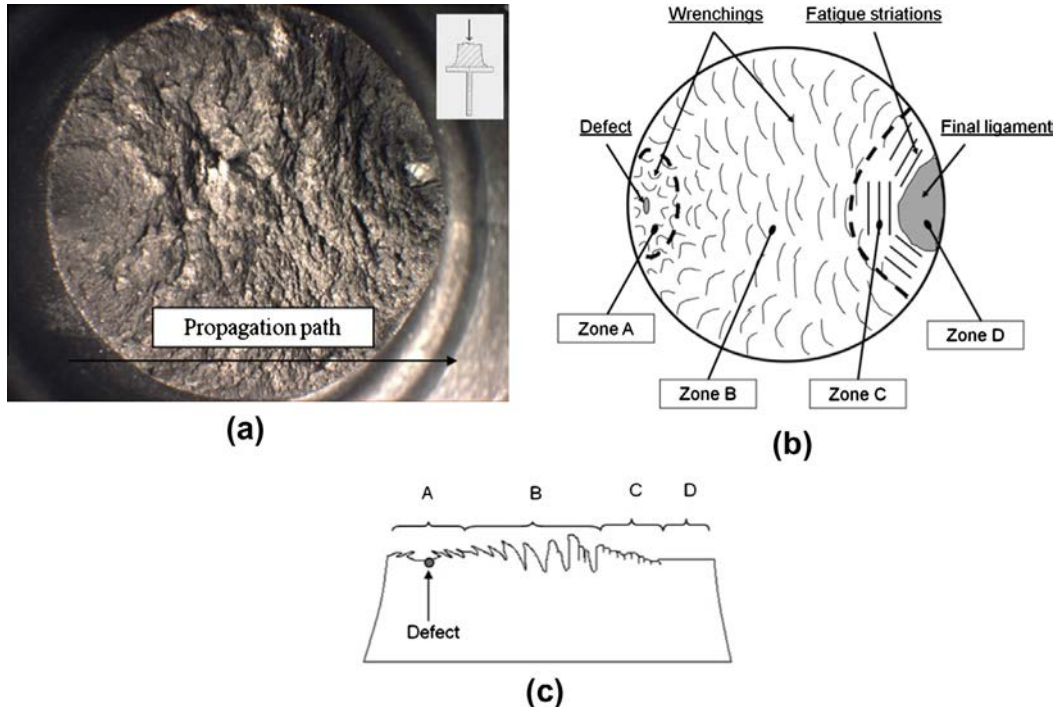 (a)
Propagation path
Wrenchings
Fatigue striations
Defect
Final ligament
Zone A
Zone B
Zone C
Zone D
(b)
A
B
C
D
Defect
(c)